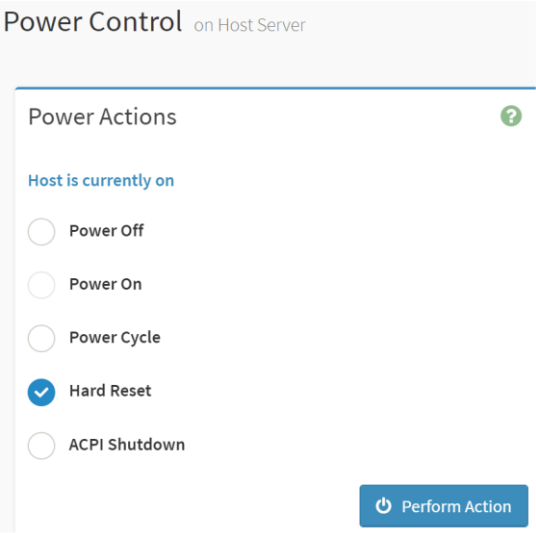 Power Control on Host Server
Power Actions
?
Host is currently on
Power Off
Power On
Power Cycle
Hard Reset
ACPI Shutdown
Perform Action